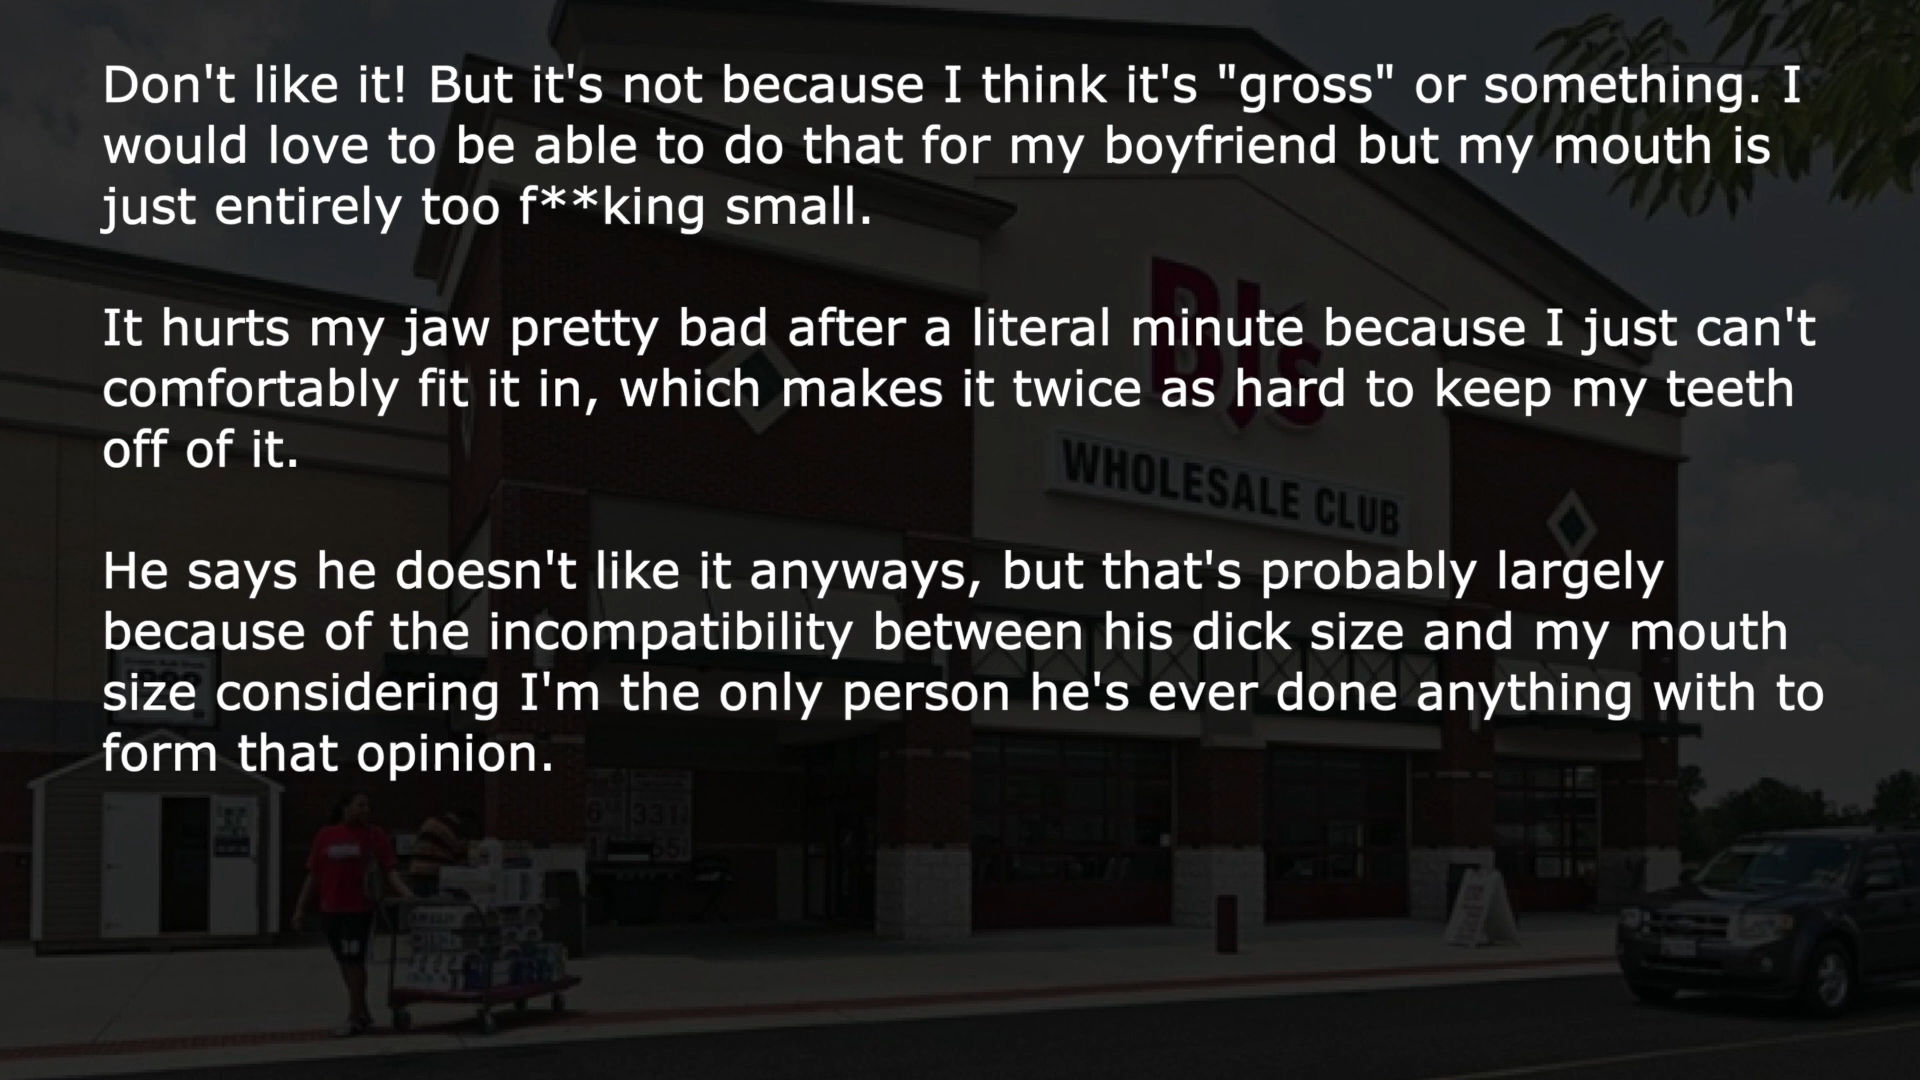 Don't like it! But it's not because I think it's "gross" or something. I
would love to be able to do that for my boyfriend but my mouth is
just entirely too f**king small.
It hurts my jaw pretty bad after a literal minute because I just can't
comfortably fit it in, which makes it twice as hard to keep my teeth
off of it.
He says he doesn't like it anyways, but that's probably largely
because of the incompatibility between his dick size and my mouth
size considering I'm the only person he's ever done anything with to
form that opinion.
BJs
WHOLESALE CLUB
331